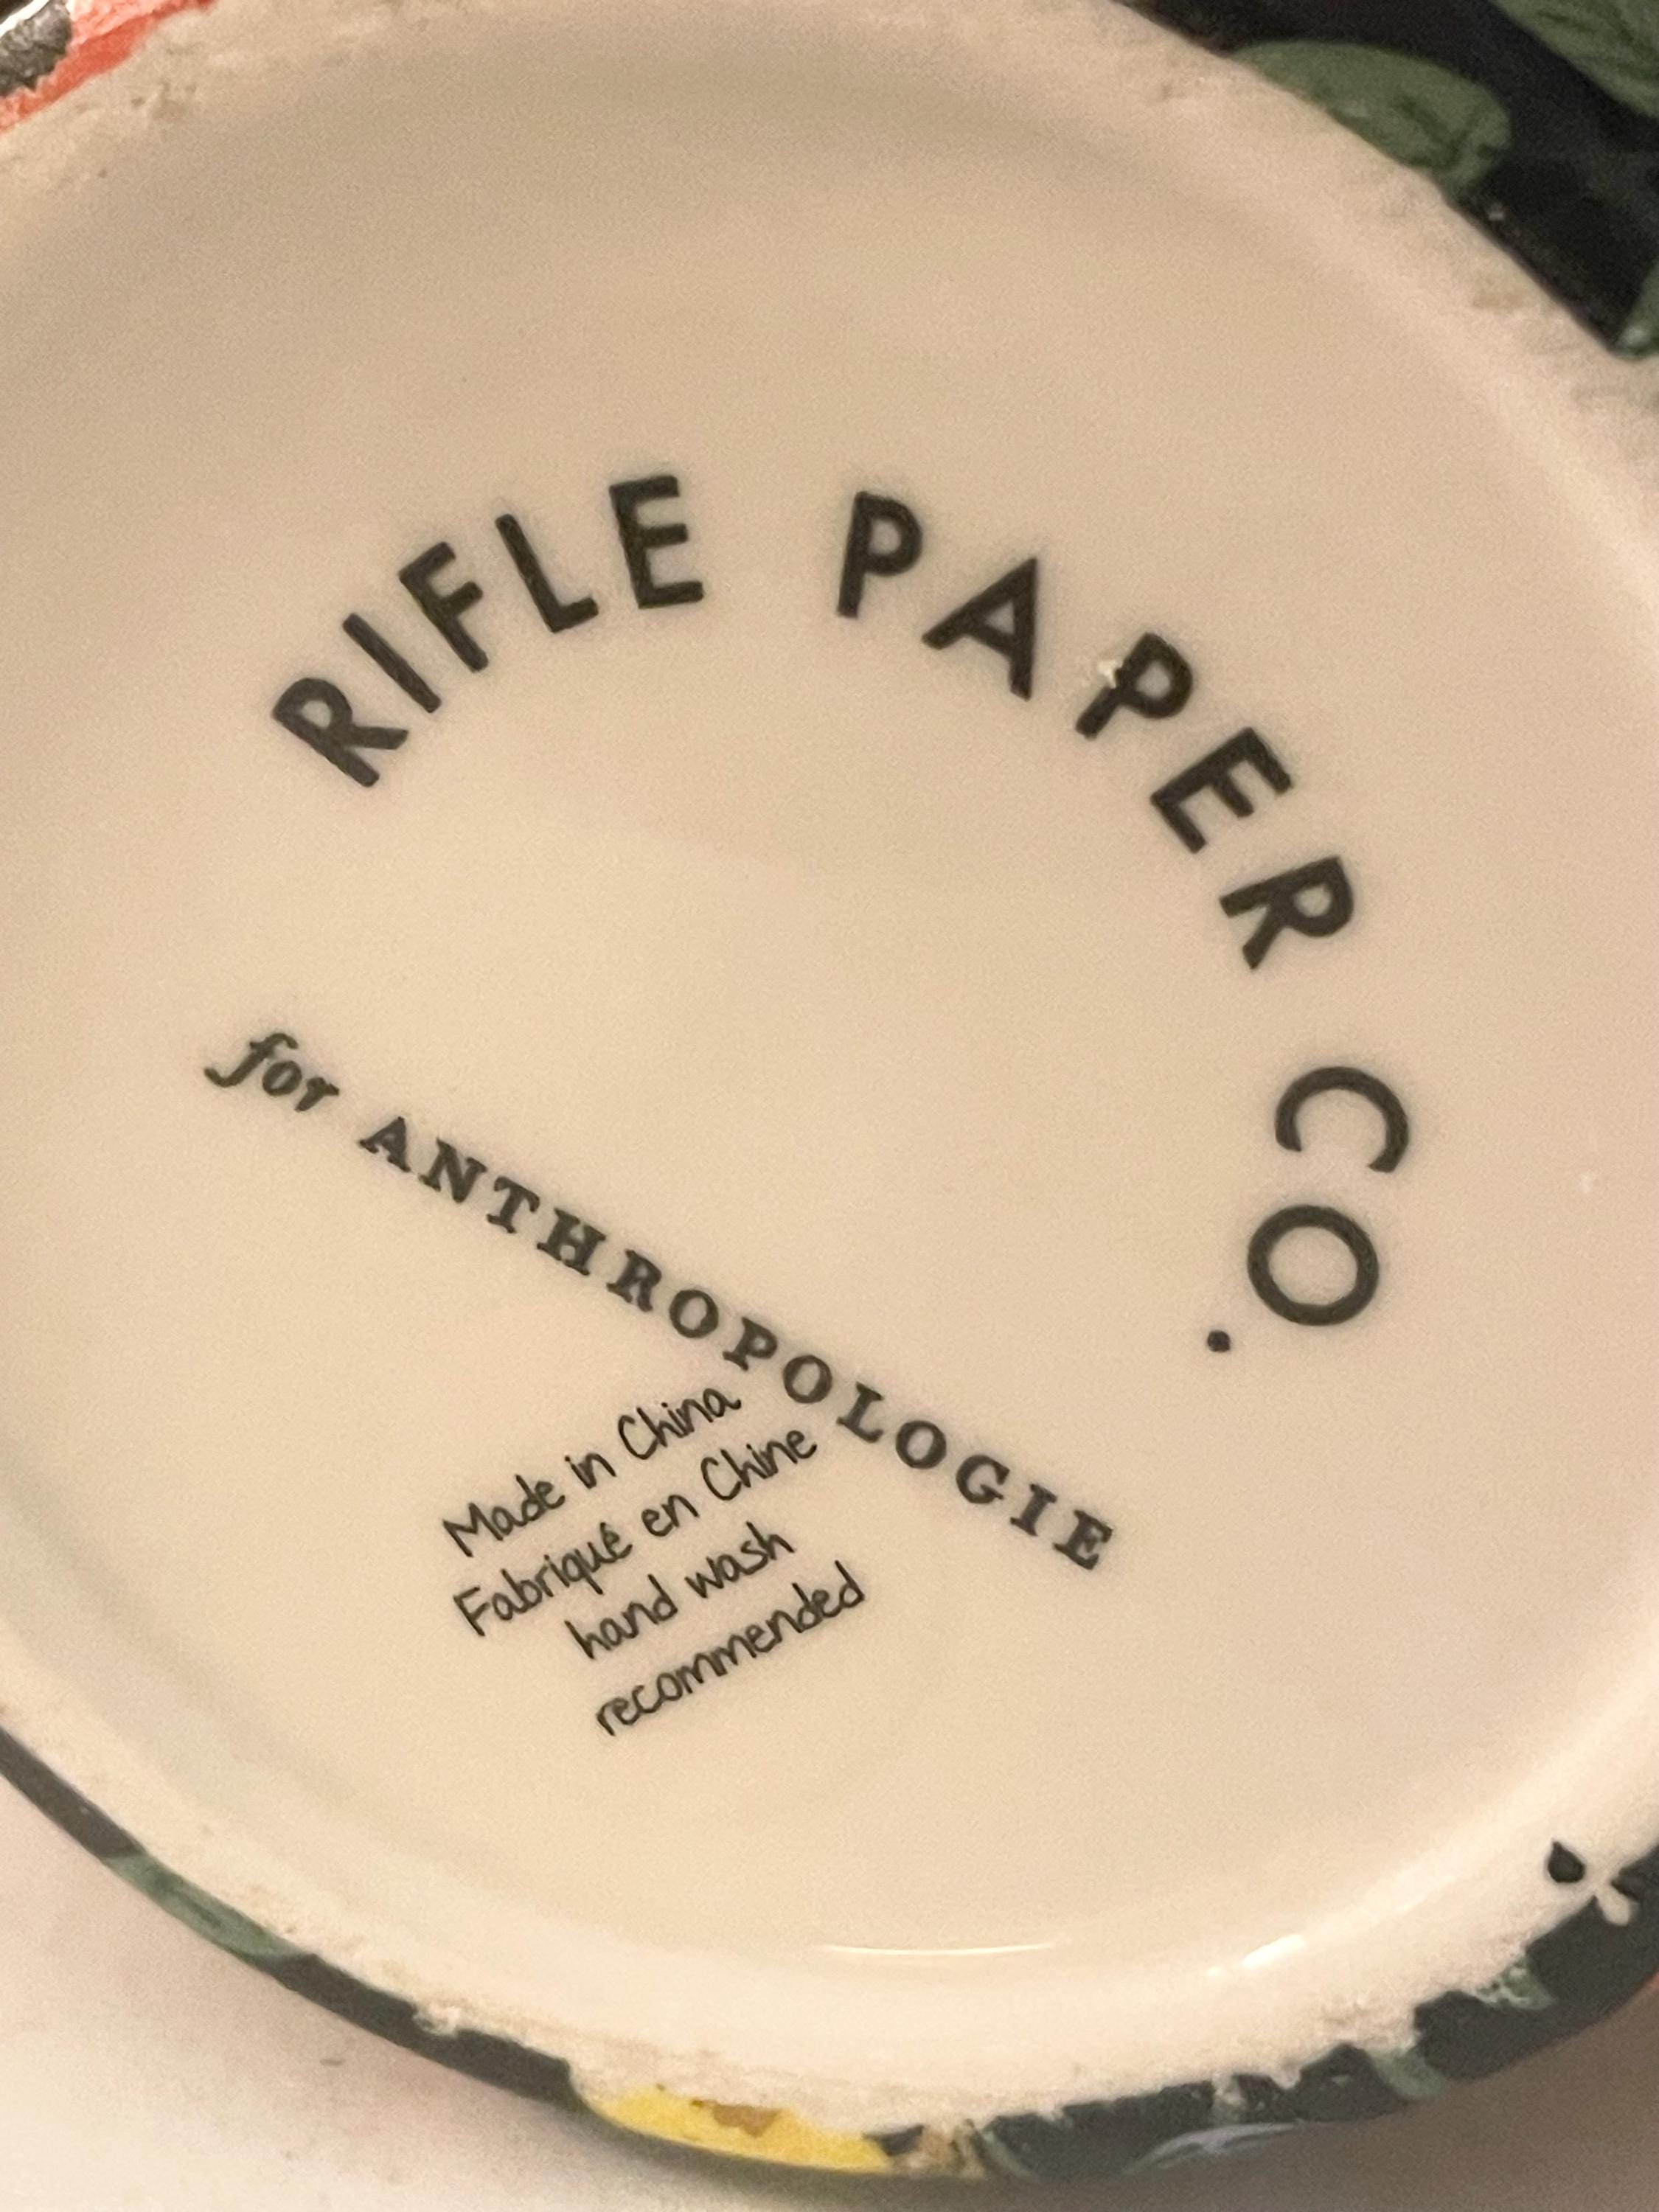 RIFLE PAPER CO.
for ANTHROPOLOGIE
Made in China
Fabriqué en Chine
hand wash
recommended